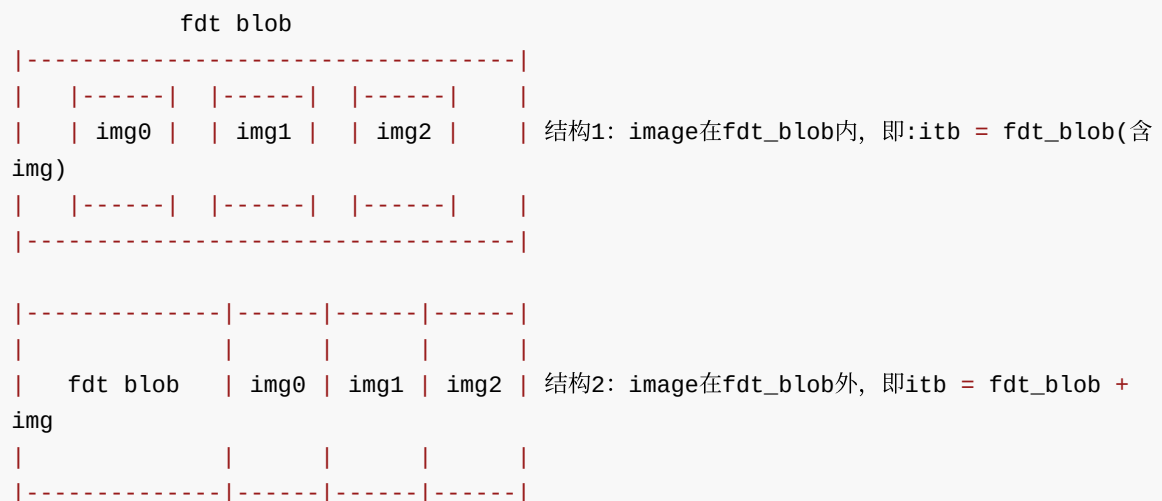 fdt blob
|-----------------------------------|
|   |------|  |------|  |------|    |
|   | img0 |  | img1 |  | img2 |    | 结构1：image在fdt_blob内，即:itb = fdt_blob(含
img)
|   |------|  |------|  |------|    |
|-----------------------------------|
|--------------|------|------|------|
|              |      |      |      |
|   fdt blob   | img0 | img1 | img2 | 结构2：image在fdt_blob外，即itb = fdt_blob +
img
|              |      |      |      |
|--------------|------|------|------|